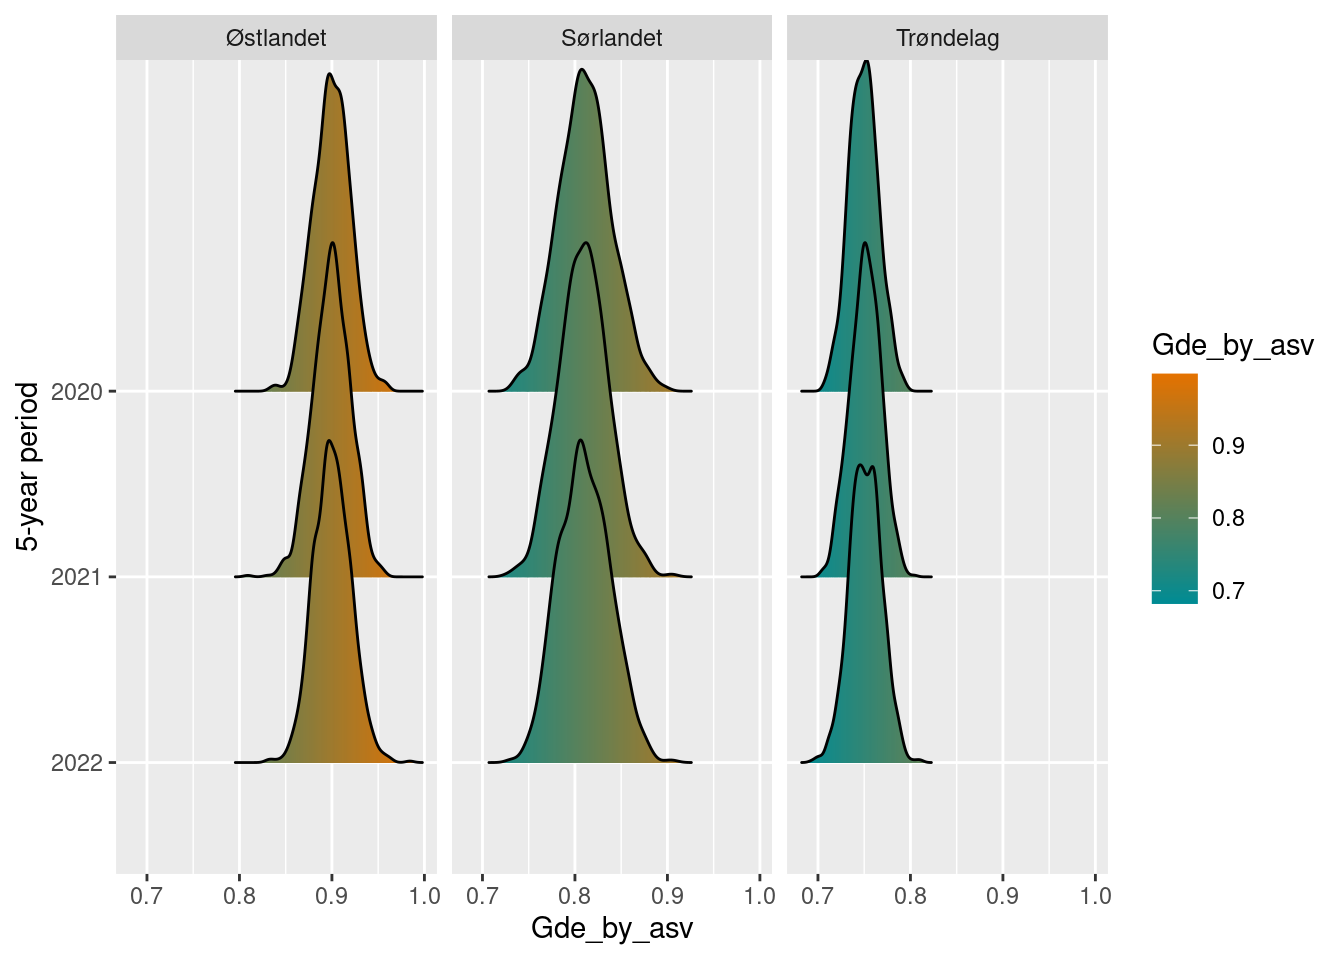 Østlandet
Sørlandet
Trøndelag
5-year period
2020
2021
2022
0.7 0.8 0.9 1.0
0.7 0.8 0.9 1.0
0.7 0.8 0.9 1.0
Gde_by_asv
Gde_by_asv
0.9
0.8
0.7